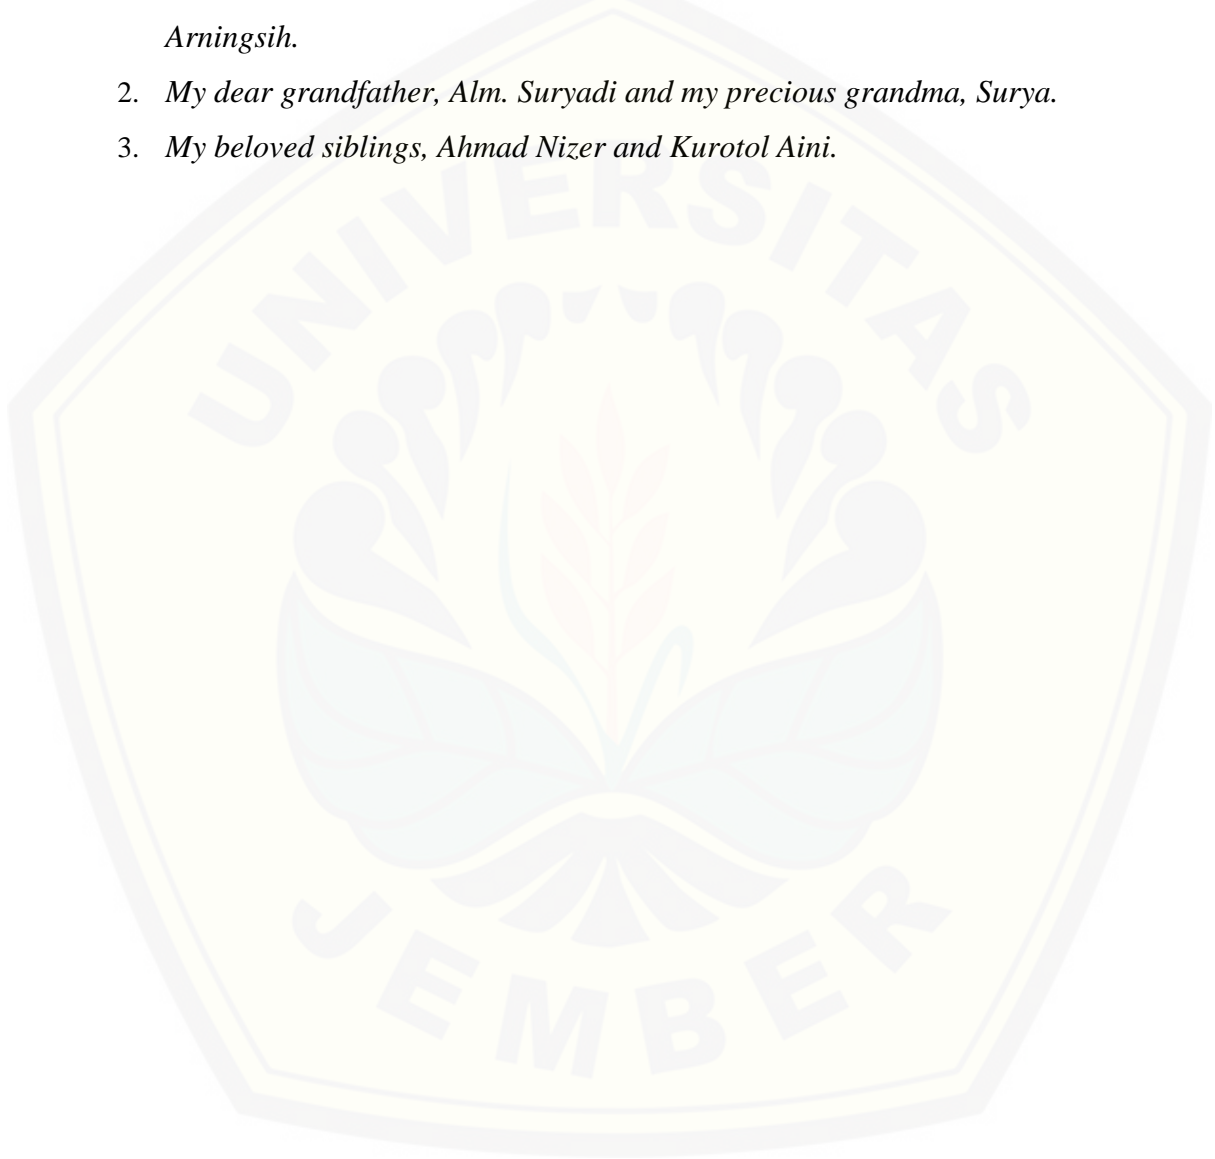 Arningsih.
2. My dear grandfather, Alm. Suryadi and my precious grandma, Surya.
3. My beloved siblings, Ahmad Nizer and Kurotol Aini.
UNIVERSITAS
JEMBER